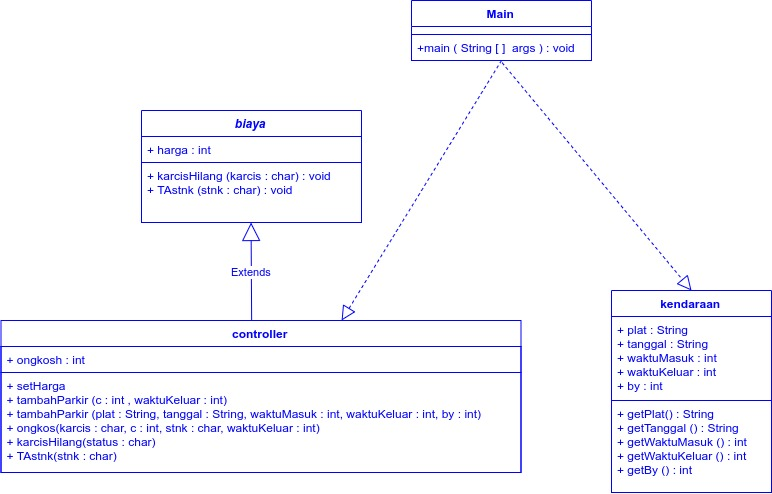 Main
+main ( String [ ]  args ) : void
biaya
+ harga : int
+ karcisHilang (karcis : char) : void
+ TAstnk (stnk : char) : void
Extends
controller
+ ongkosh : int
+ setHarga
+ tambahParkir (c : int , waktuKeluar : int)
+ tambahParkir (plat : String, tanggal : String, waktuMasuk : int, waktuKeluar : int, by : int)
+ ongkos(karcis : char, c : int, stnk : char, waktuKeluar : int)
+ karcisHilang(status : char)
+ TAstnk(stnk : char)
kendaraan
+ plat : String
+ tanggal : String
+ waktuMasuk : int
+ waktuKeluar : int
+ by : int
+ getPlat() : String
+ getTanggal () : String
+ getWaktuMasuk () : int
+ getWaktuKeluar () : int
+ getBy () : int